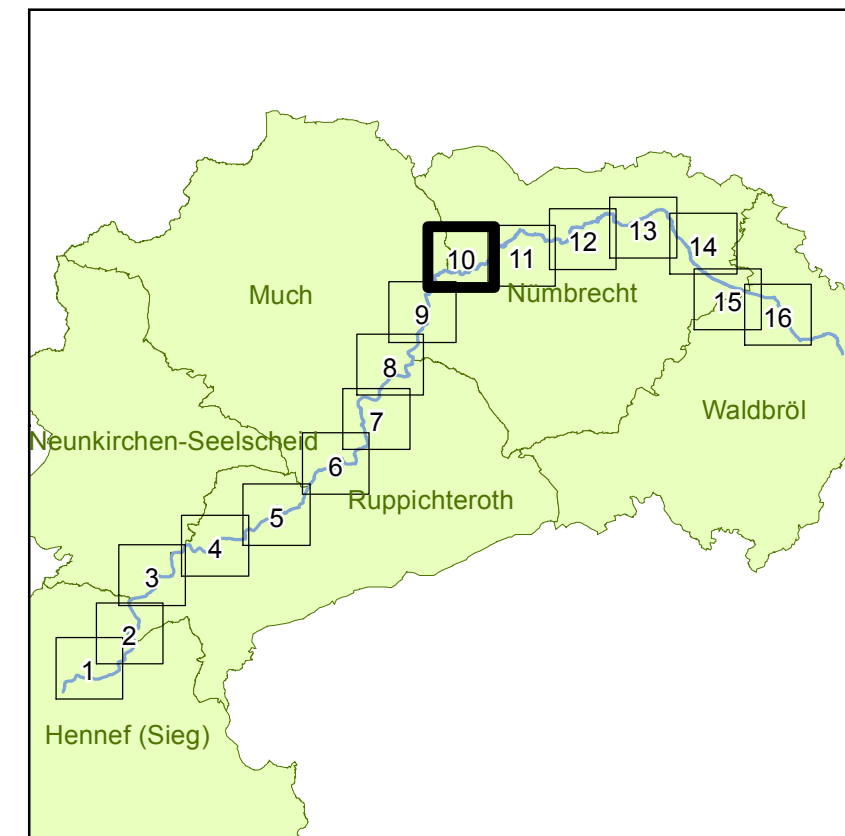 10
11
12
13
14
Much
Nümbrecht
15
16
9
8
Waldbröl
7
Neunkirchen-Seelscheid
6
Ruppichteroth
5
4
3
2
1
Hennef (Sieg)